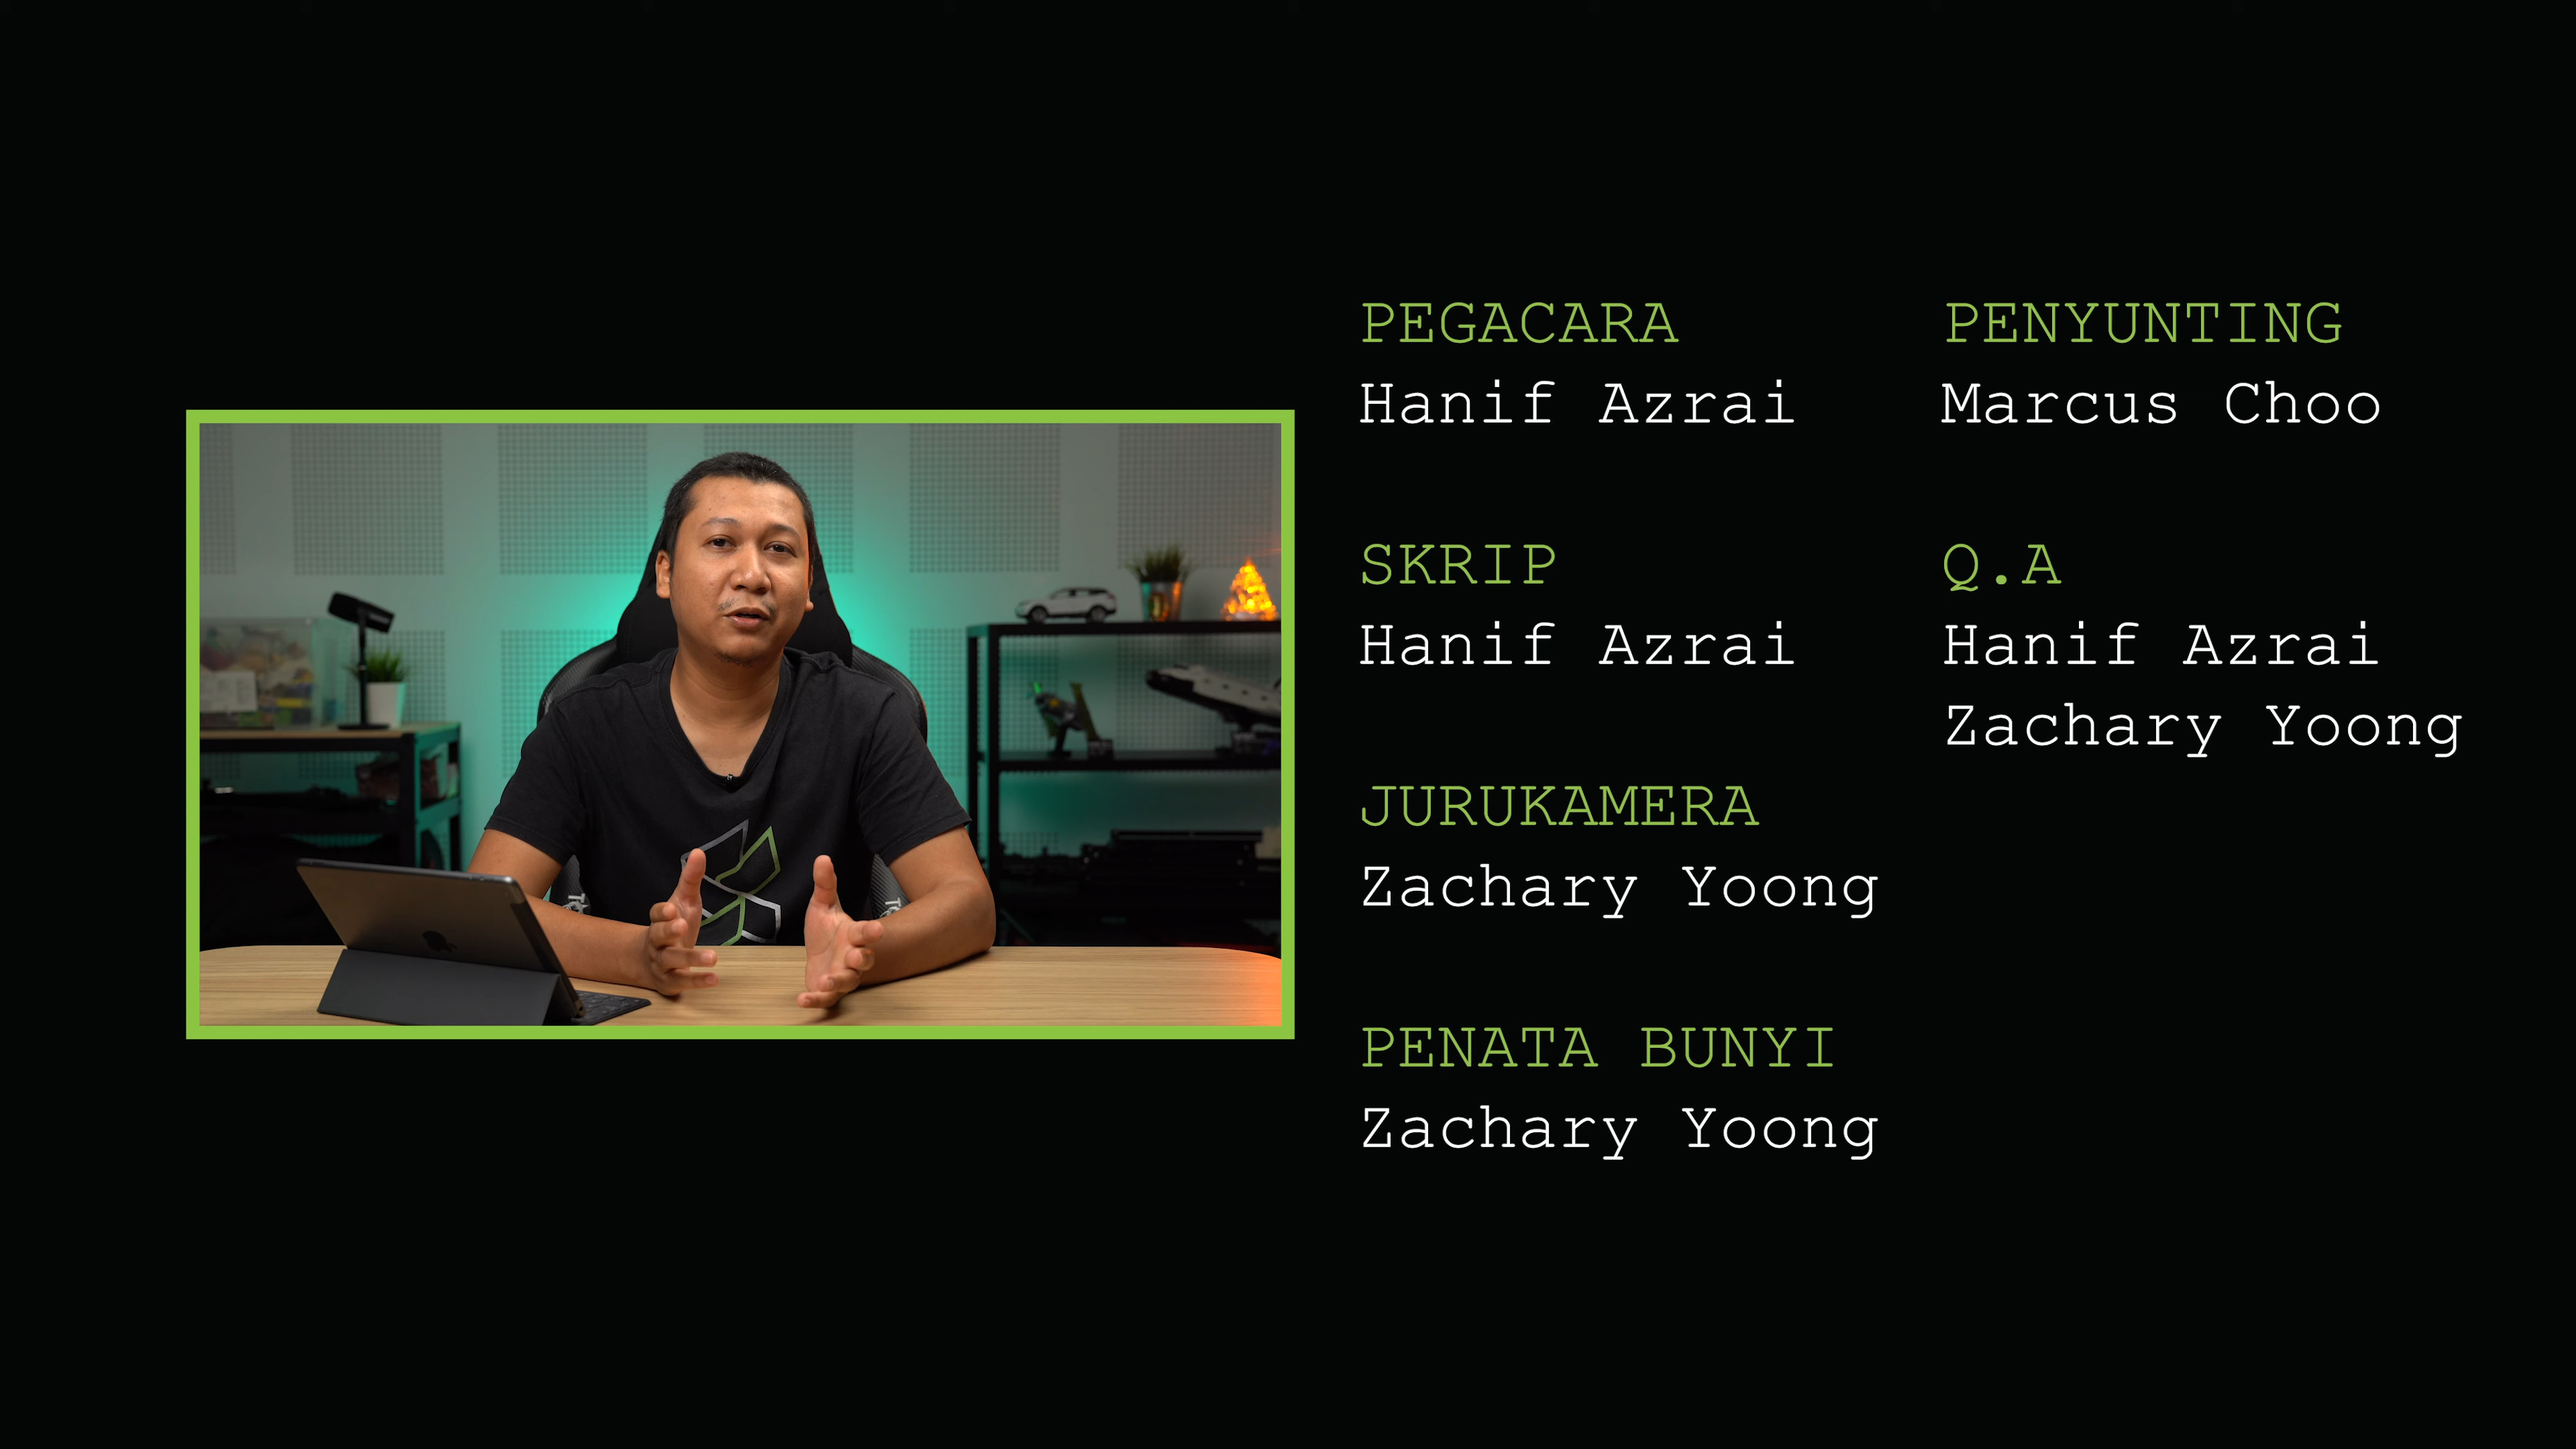 PEGACARA
Hanif Azrai
SKRIP
Hanif Azrai
JURUKAMERA
Zachary Yoong
PENATA BUNYI
Zachary Yoong
PENYUNTING
Marcus Choo
Q.A
Hanif Azrai
Zachary Yoong